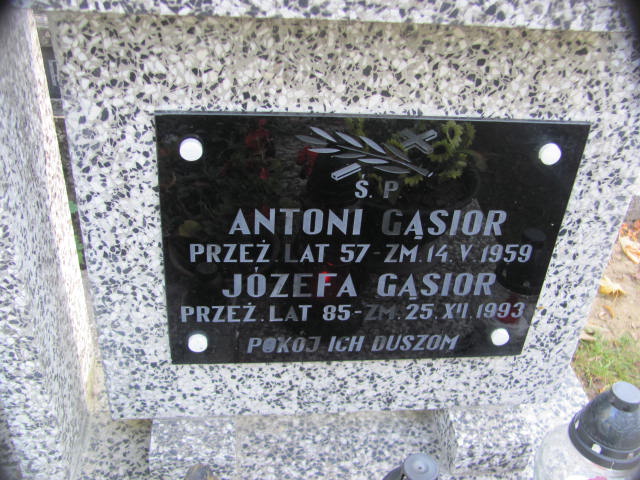 Ś. P
ANTONI GĄSIOR
PRZEŻ. LAT 57 - ZM. 14. V. 1959
JÓZEFA GĄSIOR
PRZEŻ. LAT 85 - ZM. 25. XII. 1993
POKÓJ ICH DUSZOM